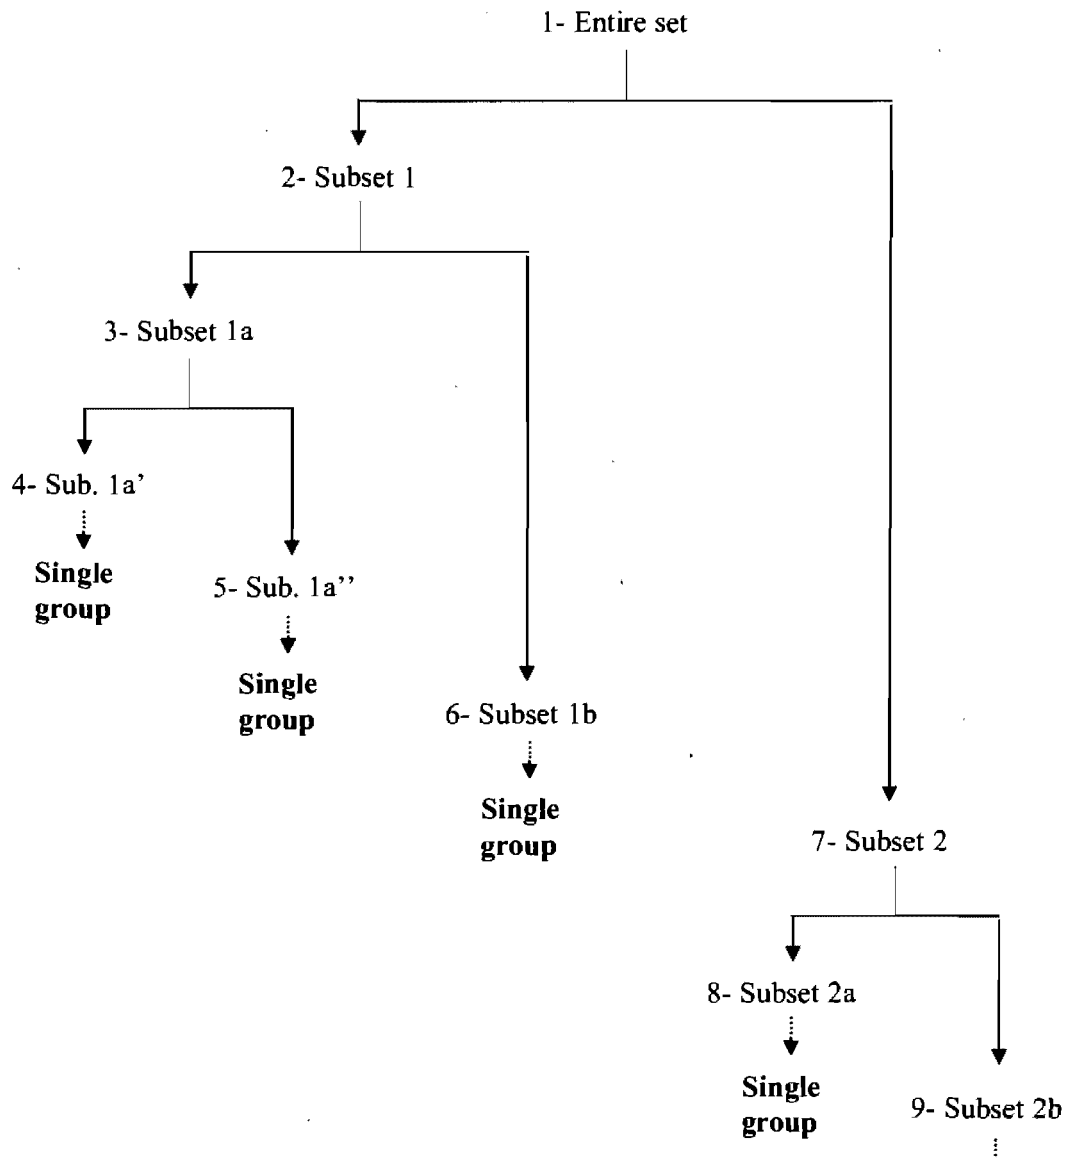 1- Entire set
2- Subset 1
3- Subset 1a
4- Sub. 1a’
Single
group
5- Sub. 1a’’
Single
group
6- Subset 1b
Single
group
7- Subset 2
8- Subset 2a
Single
group
9- Subset 2b